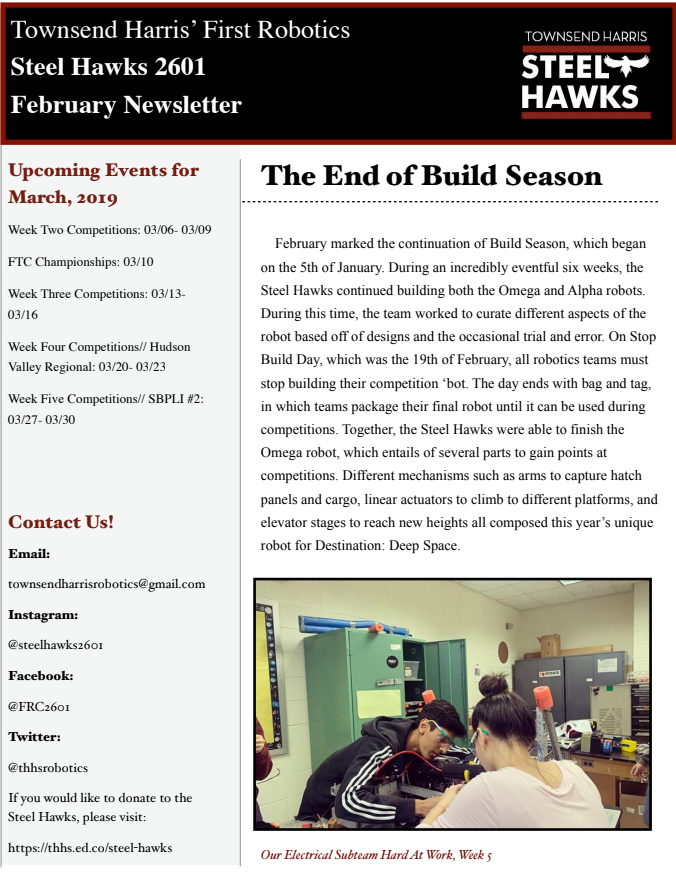 Townsend Harris’ First Robotics
Steel Hawks 2601
February Newsletter
TOWNSEND HARRIS
STEEL
HAWKS
Upcoming Events for
March, 2019
Week Two Competitions: 03/06- 03/09
FTC Championships: 03/10
Week Three Competitions: 03/13-
03/16
Week Four Competitions// Hudson
Valley Regional: 03/20- 03/23
Week Five Competitions// SBPLI #2:
03/27- 03/30
Contact Us!
Email:
townsendharrisrobotics@gmail.com
Instagram:
@steelhawks2601
Facebook:
@FRC2601
Twitter:
@thhsrobotics
If you would like to donate to the
Steel Hawks, please visit:
https://thhs.ed.co/steel-hawks
The End of Build Season
February marked the continuation of Build Season, which began
on the 5th of January. During an incredibly eventful six weeks, the
Steel Hawks continued building both the Omega and Alpha robots.
During this time, the team worked to curate different aspects of the
robot based off of designs and the occasional trial and error. On Stop
Build Day, which was the 19th of February, all robotics teams must
stop building their competition ‘bot. The day ends with bag and tag,
in which teams package their final robot until it can be used during
competitions. Together, the Steel Hawks were able to finish the
Omega robot, which entails of several parts to gain points at
competitions. Different mechanisms such as arms to capture hatch
panels and cargo, linear actuators to climb to different platforms, and
elevator stages to reach new heights all composed this year’s unique
robot for Destination: Deep Space.
Our Electrical Subteam Hard At Work, Week 5